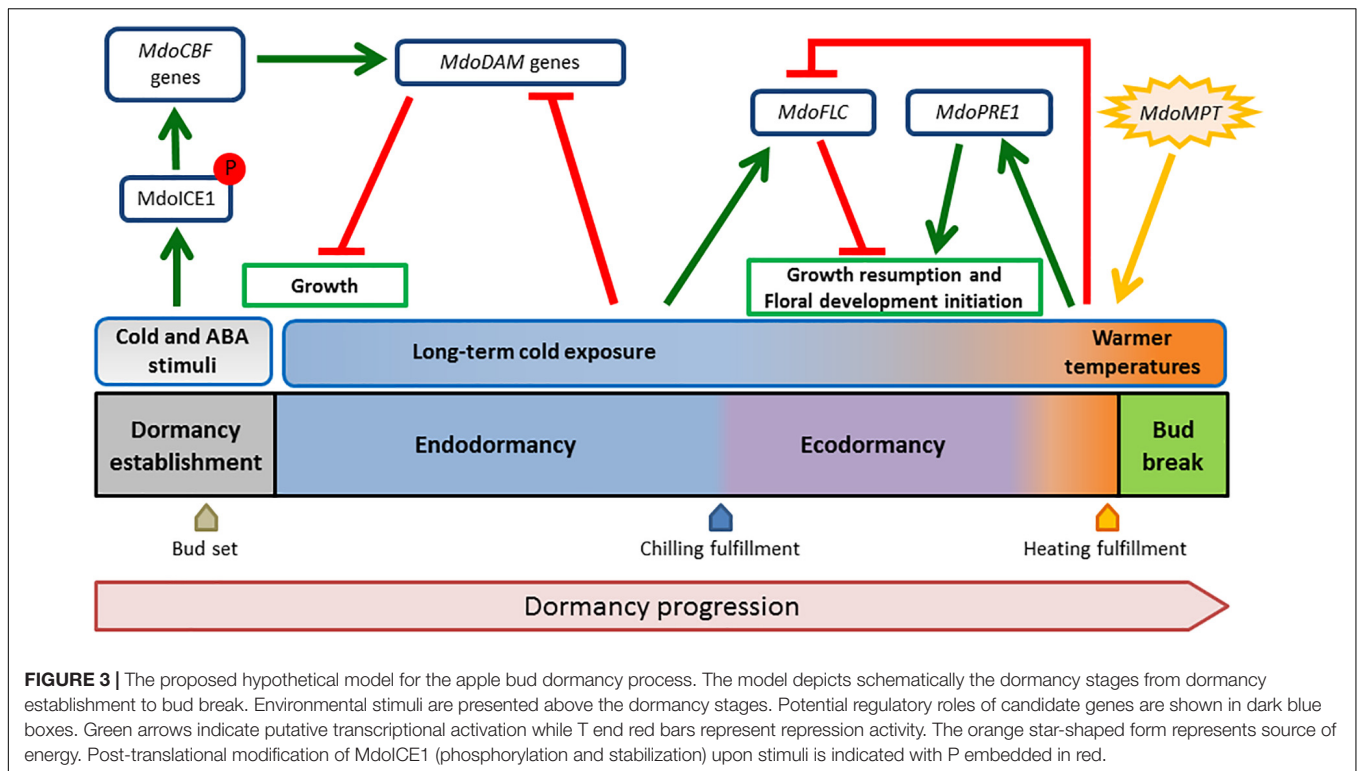 MdoCBF
genes
MdoDAM genes
MdoFLC
MdoPRE1
MdoMPT
P
MdoICE1
Growth
Growth resumption and
Floral development initiation
Cold and ABA
stimuli
Long-term cold exposure
Warmer
temperatures
Dormancy
establishment
Endodormancy
Ecodormancy
Bud
break
Bud set
Chilling fulfillment
Heating fulfillment
Dormancy progression
FIGURE 3 | The proposed hypothetical model for the apple bud dormancy process. The model depicts schematically the dormancy stages from dormancy
establishment to bud break. Environmental stimuli are presented above the dormancy stages. Potential regulatory roles of candidate genes are shown in dark blue
boxes. Green arrows indicate putative transcriptional activation while T end red bars represent repression activity. The orange star-shaped form represents source of
energy. Post-translational modification of MdoICE1 (phosphorylation and stabilization) upon stimuli is indicated with P embedded in red.